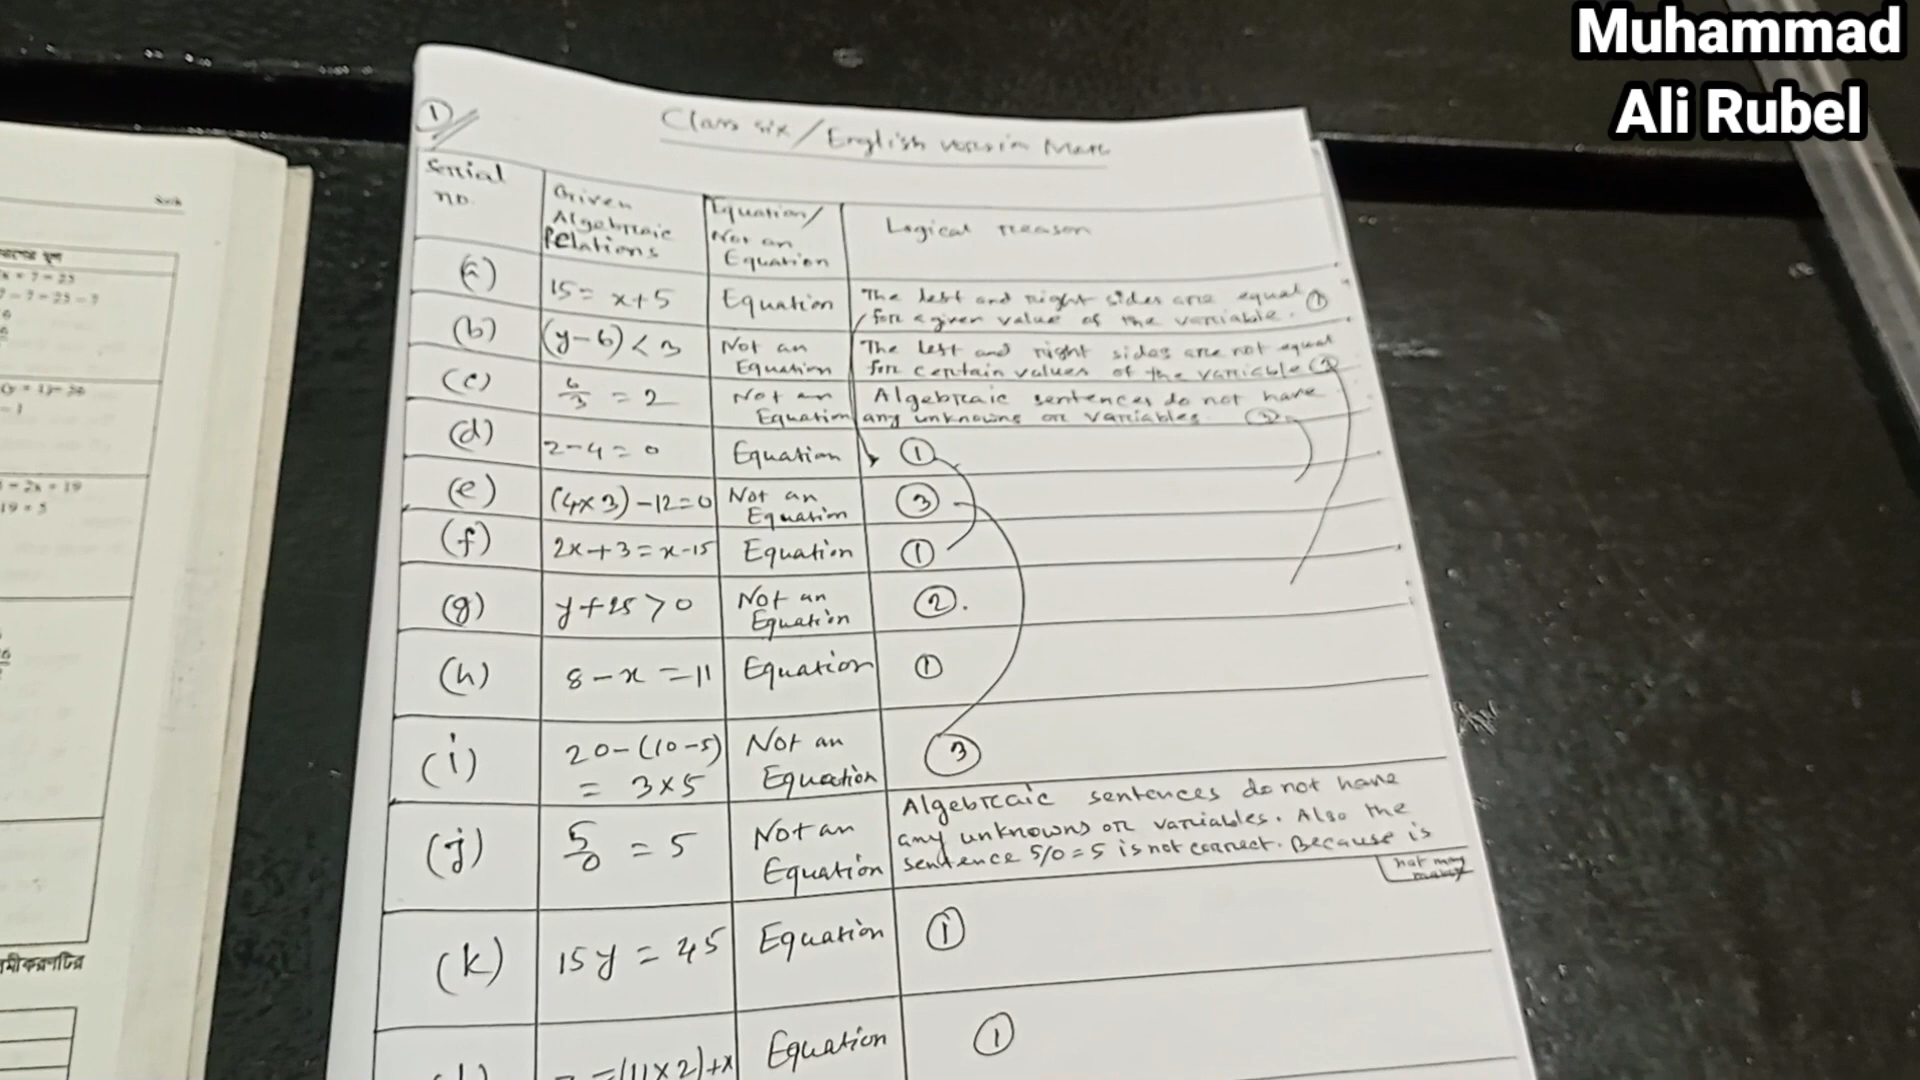 Muhammad
Ali Rubel
①
Class six / English version Math
Serial
no.
Given
Algebraic
Relations
Equation/
Not an
Equation
Logical reason
(a)
15 = x+5
Equation
The left and right sides are equal ①
for a given value of the variable.
(b)
(y-6) < 3
Not an
Equation
The left and right sides are not equal
for certain values of the variable ②
(c)
6/3 = 2
Not an
Equation
Algebraic sentences do not have
any unknowns or variables. ③
(d)
2-4 = 0
Equation
①
(e)
(4×3) -12=0
Not an
Equation
③
(f)
2x+3 = x-15
Equation
①
(g)
y+25 > 0
Not an
Equation
②.
(h)
8-x = 11
Equation
①
(i)
20-(10-5)
= 3×5
Not an
Equation
③
(j)
5/0 = 5
Not an
Equation
Algebraic sentences do not have
any unknowns or variables. Also the
sentence 5/0=5 is not correct. Because is
not
(k)
15y = 45
Equation
①
=(11×2)+x
Equation
①